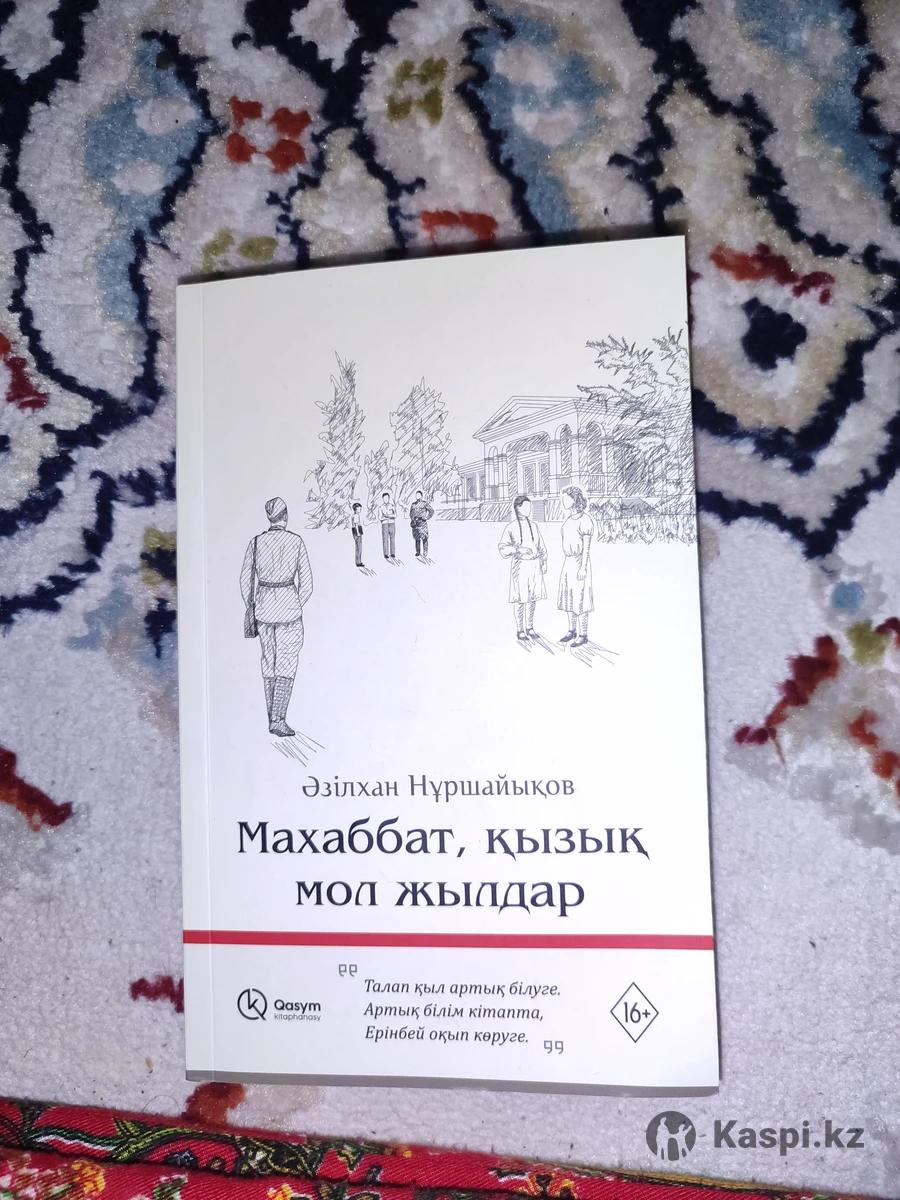 Әзілхан Нұршайықов
Махаббат, қызық
мол жылдар
Qasym
kitaphanasy
Талап қыл артық білуге.
Артық білім кітапта,
Ерінбей оқып көруге.
16+
Kaspi.kz